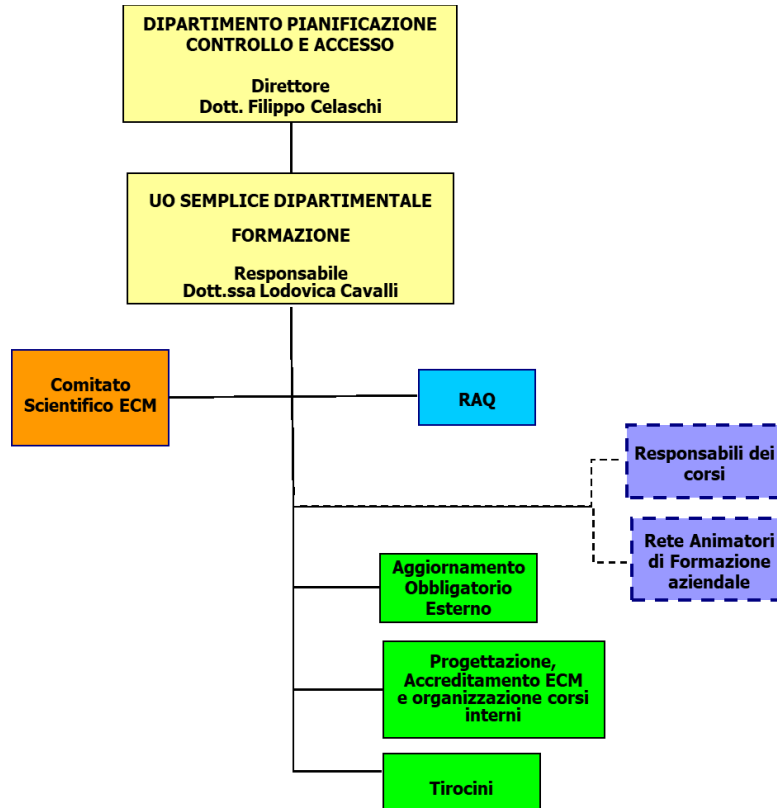 DIPARTIMENTO PIANIFICAZIONE
CONTROLLO E ACCESSO
Direttore
Dott. Filippo Celaschi
UO SEMPLICE DIPARTIMENTALE
FORMAZIONE
Responsabile
Dott.ssa Lodovica Cavalli
Comitato
Scientifico ECM
RAQ
Responsabili dei
corsi
Rete Animatori
di Formazione
aziendale
Aggiornamento
Obbligatorio
Esterno
Progettazione,
Accreditamento ECM
e organizzazione corsi
interni
Tirocini